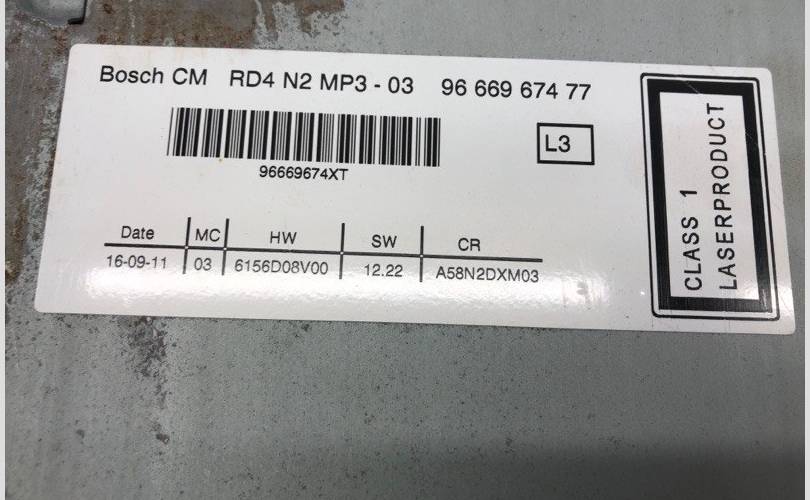 Bosch CM RD4 N2 MP3 - 03 96 669 674 77
96669674XT
L3
Date MC HW SW CR
16-09-11 03 6156D08V00 12.22 A58N2DXM03
CLASS 1
LASERPRODUCT